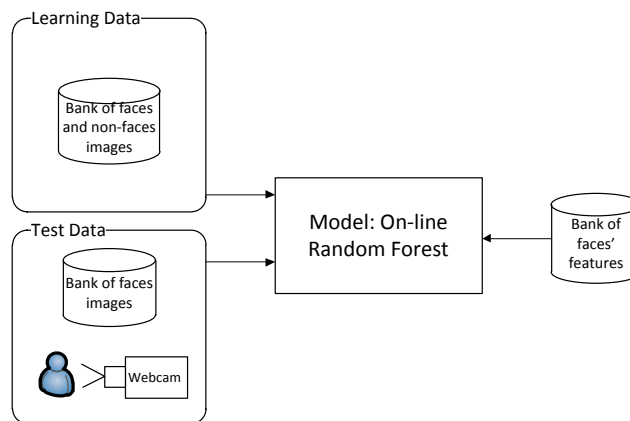 Learning Data
Bank of faces
and non-faces
images
Test Data
Bank of faces
images
Webcam
Model: On-line
Random Forest
Bank of
faces'
features